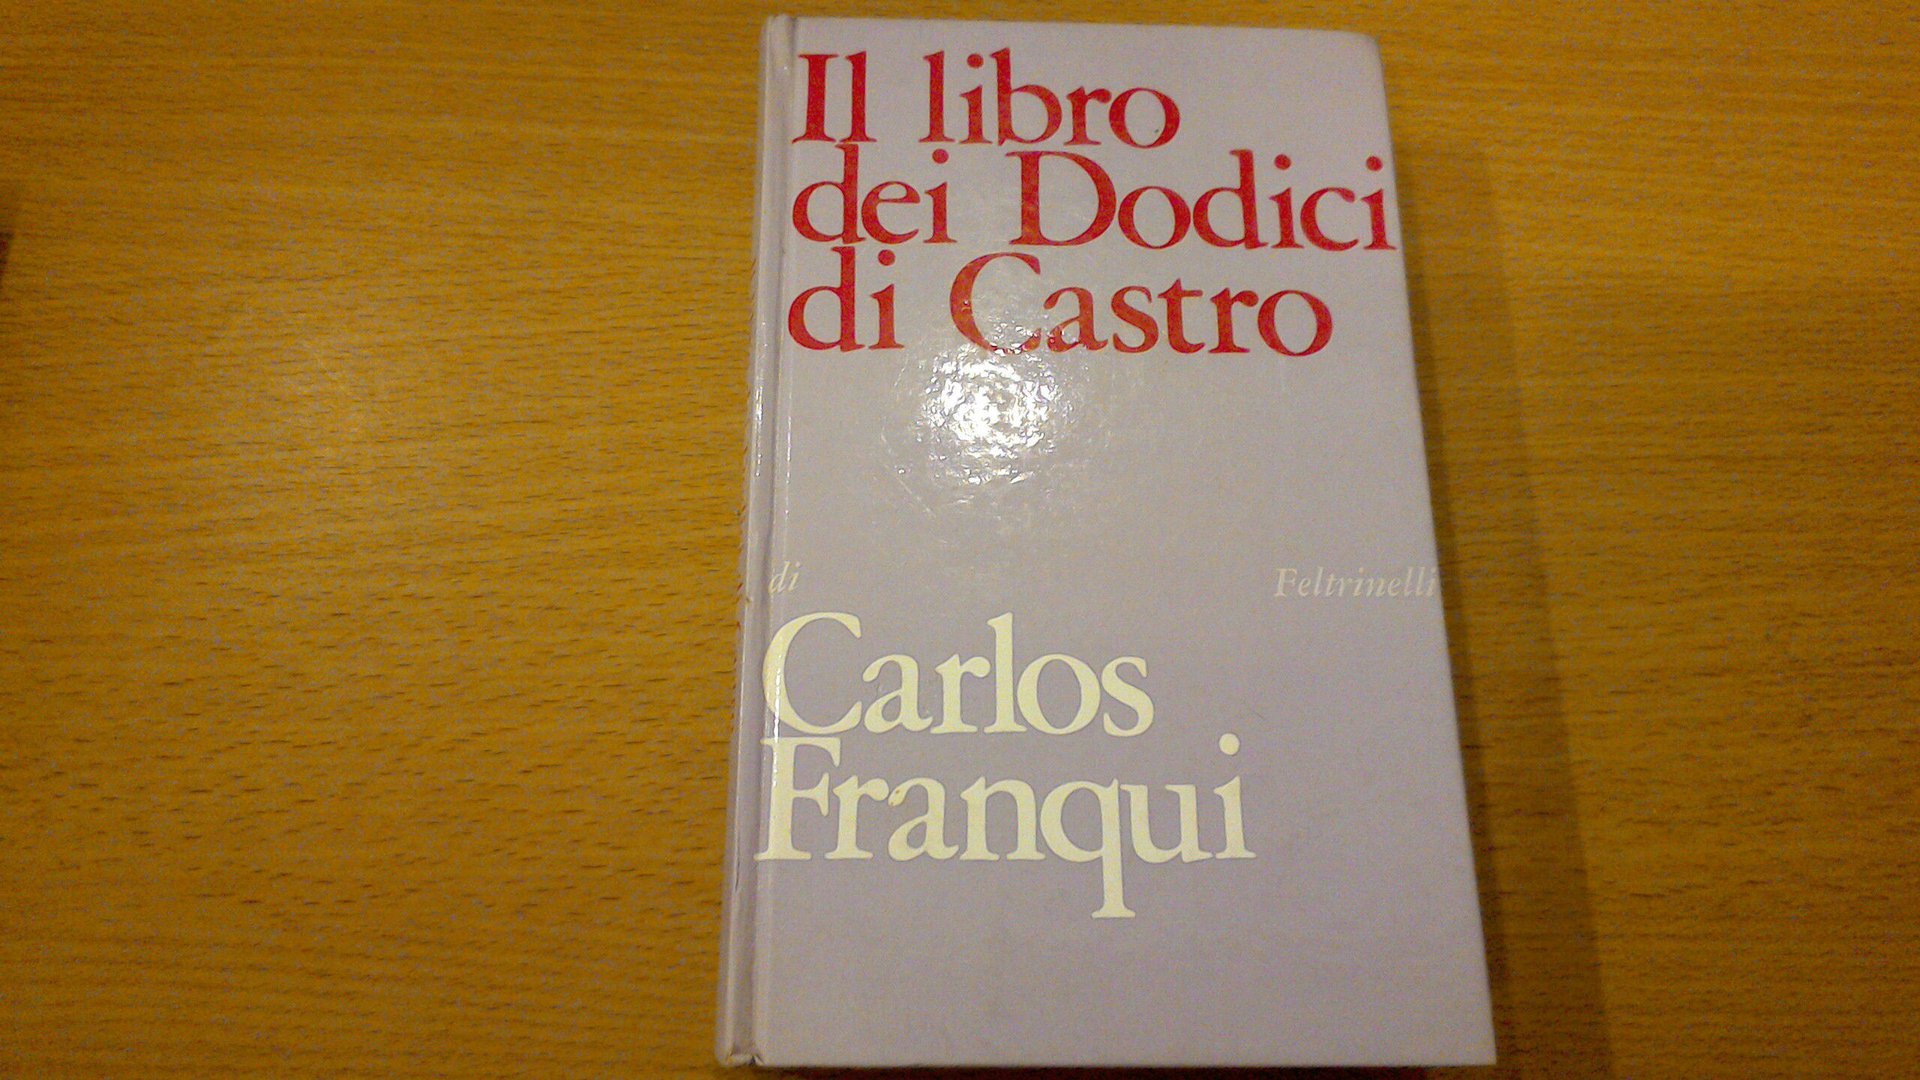 Il libro
dei Dodici
di Castro
di
Feltrinelli
Carlos
Franqui